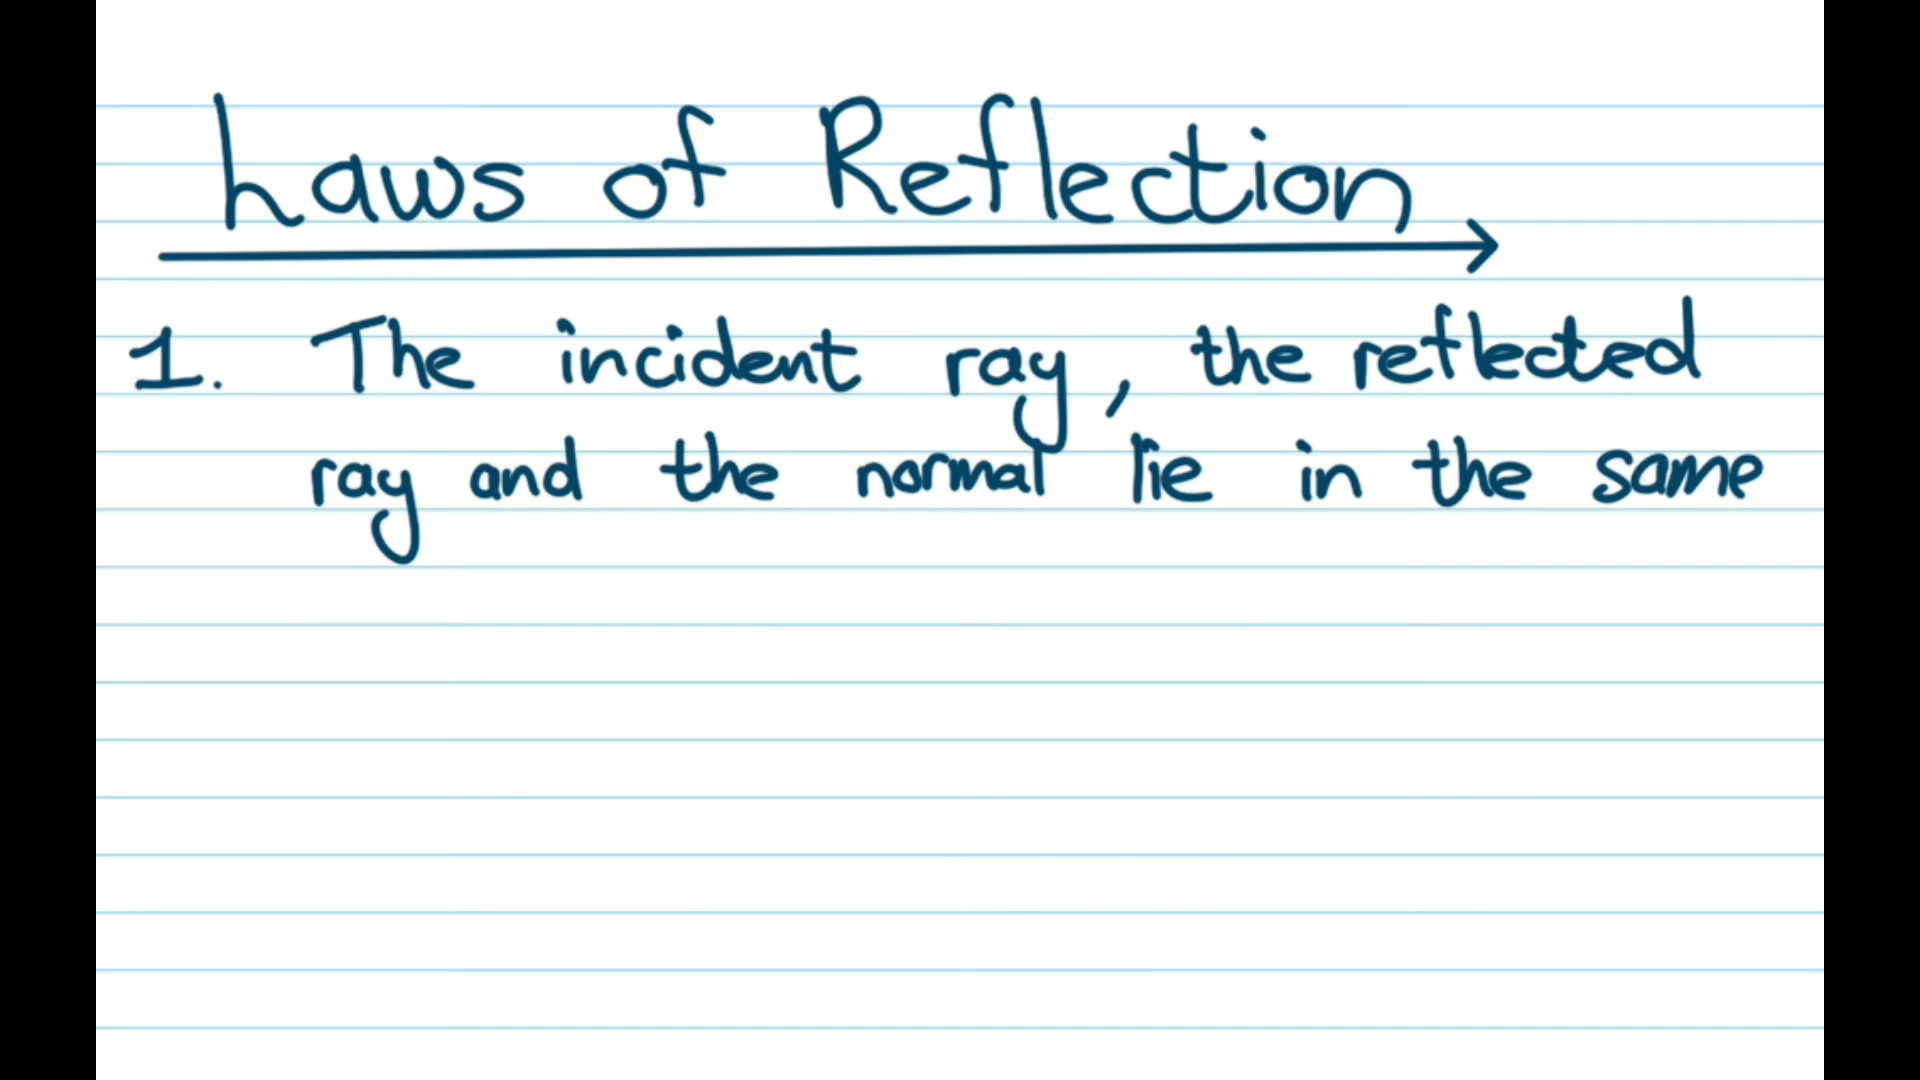 Laws of Reflection
1. The incident ray, the reflected
ray and the normal lie in the same